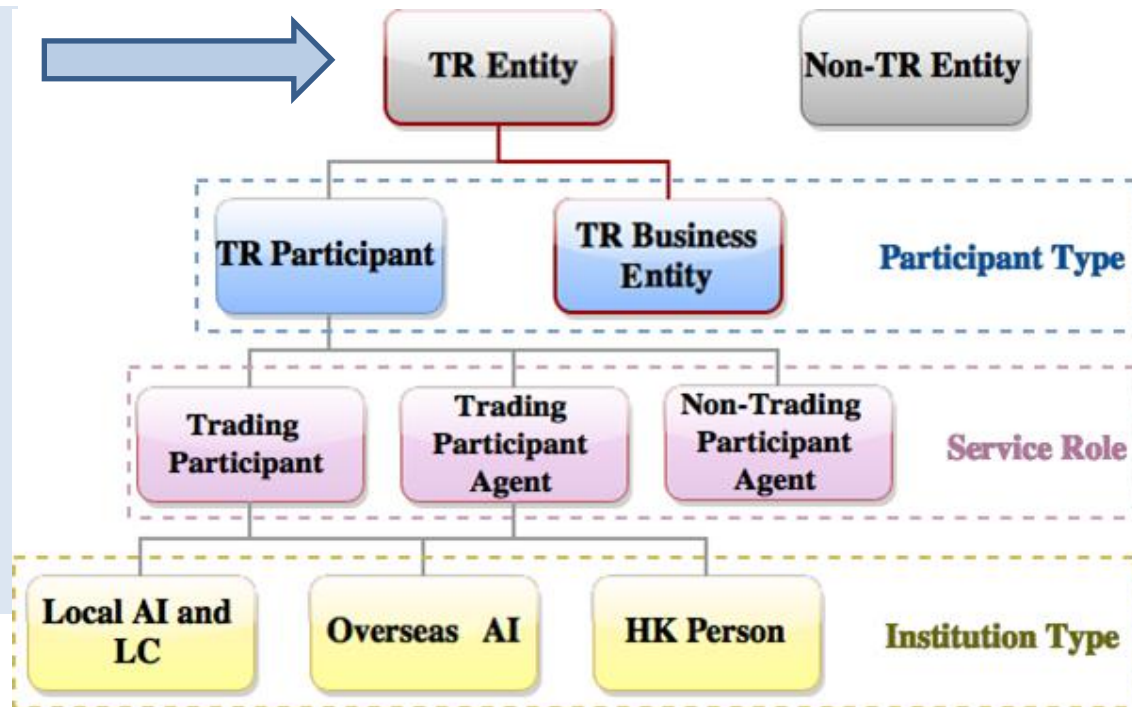 TR Entity
Non-TR Entity
TR Participant
TR Business
Entity
Participant Type
Trading
Participant
Trading
Participant
Agent
Non-Trading
Participant
Agent
Service Role
Local AI and
LC
Overseas AI
HK Person
Institution Type